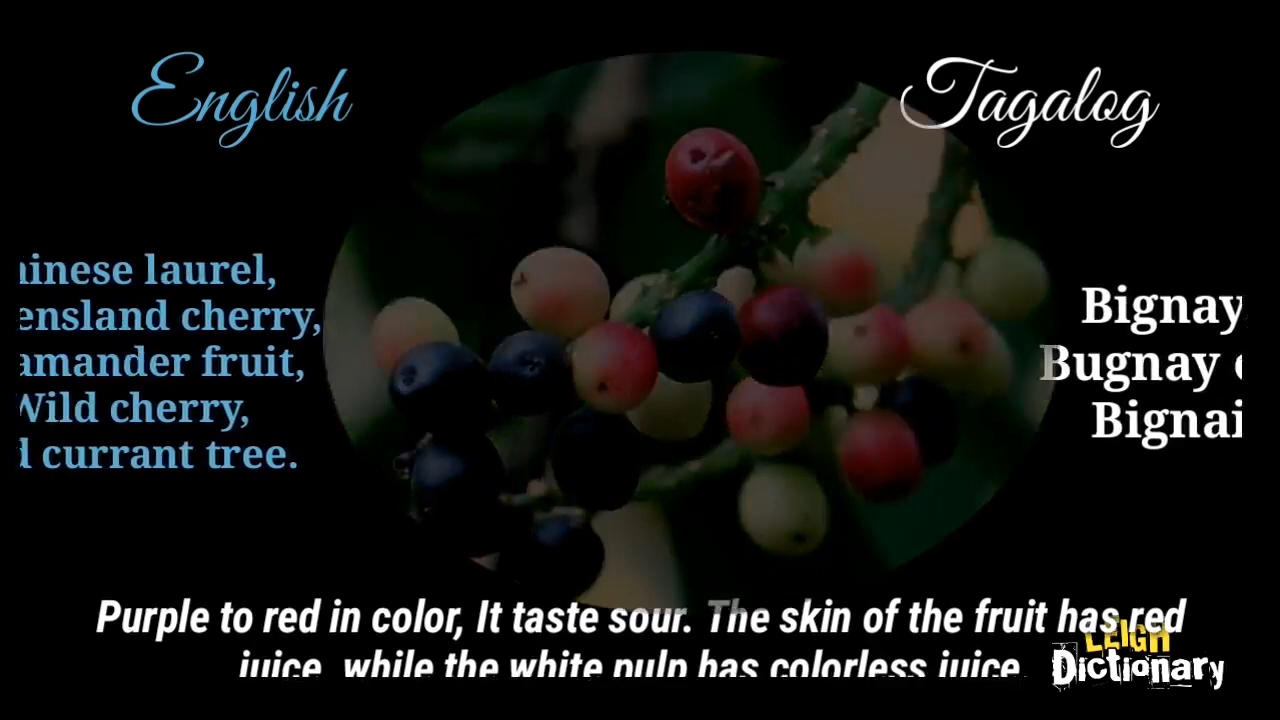 English
Tagalog
hinese laurel,
ensland cherry,
amander fruit,
Wild cherry,
d currant tree.
Bignay
Bugnay
Bignai
Purple to red in color, It taste sour. The skin of the fruit has red
juice, while the white pulp has colorless juice.
LEIGH
Dictionary